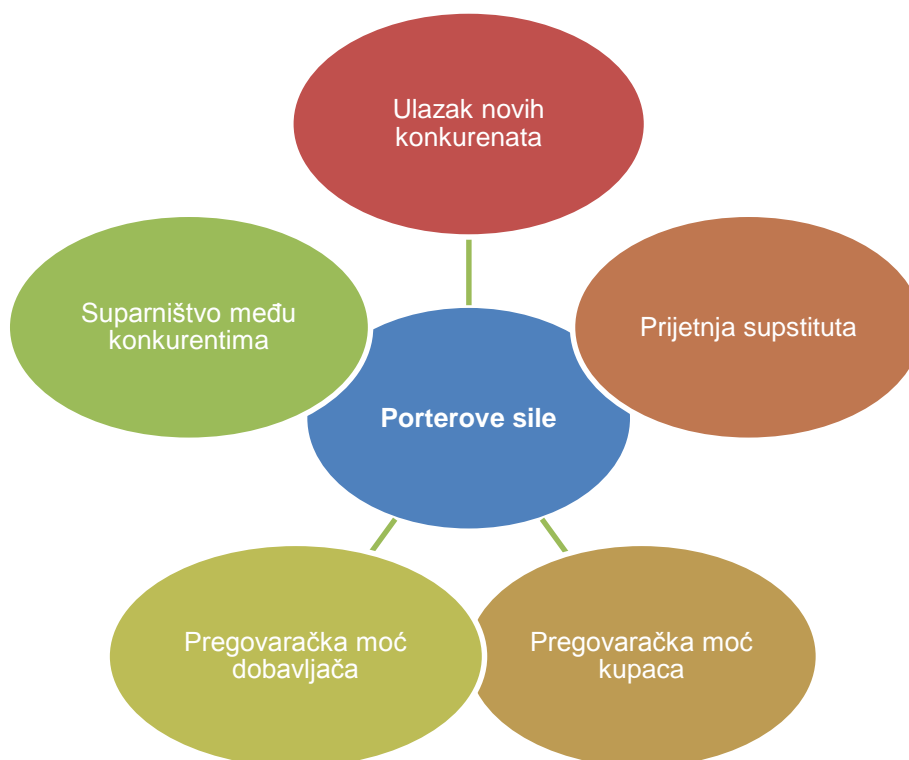 Ulazak novih
konkurenata
Suparništvo među
konkurentima
Prijetnja supstituta
Porterove sile
Pregovaračka moć
dobavljača
Pregovaračka moć
kupaca